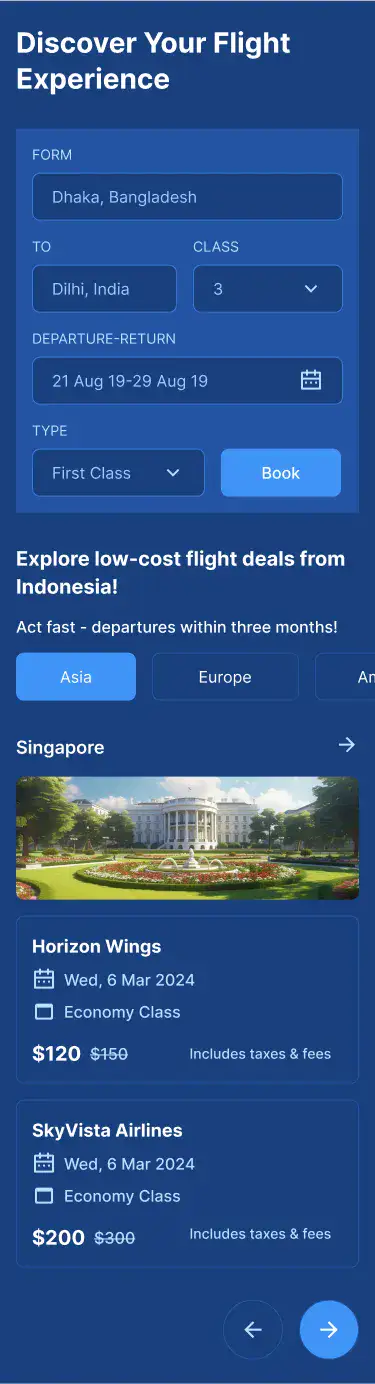 Discover Your Flight
Experience
FORM
Dhaka, Bangladesh
TO
CLASS
Dilhi, India
3
DEPARTURE-RETURN
21 Aug 19-29 Aug 19
TYPE
First Class
Book
Explore low-cost flight deals from
Indonesia!
Act fast - departures within three months!
Asia
Europe
Singapore
Horizon Wings
Wed, 6 Mar 2024
Economy Class
$120 $150 Includes taxes & fees
SkyVista Airlines
Wed, 6 Mar 2024
Economy Class
$200 $300 Includes taxes & fees